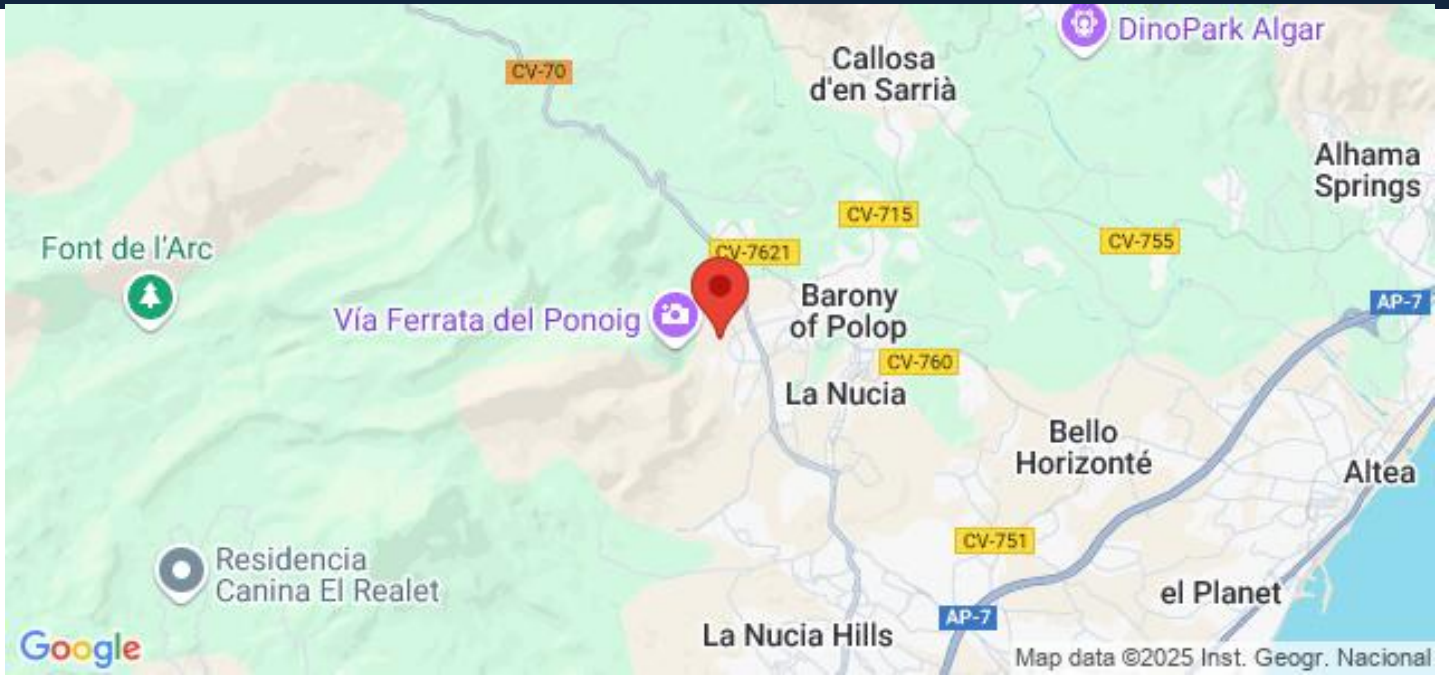 DinoPark Algar
Callosa
d'en Sarrià
CV-70
Alhama
Springs
CV-715
CV-755
Font de l'Arc
CV-7621
Barony
of Polop
AP-7
Vía Ferrata del Ponoig
CV-760
La Nucia
Bello
Horizonté
Altea
CV-751
Residencia
Canina El Realet
el Planet
AP-7
La Nucia Hills
Google
Map data ©2025 Inst. Geogr. Nacional